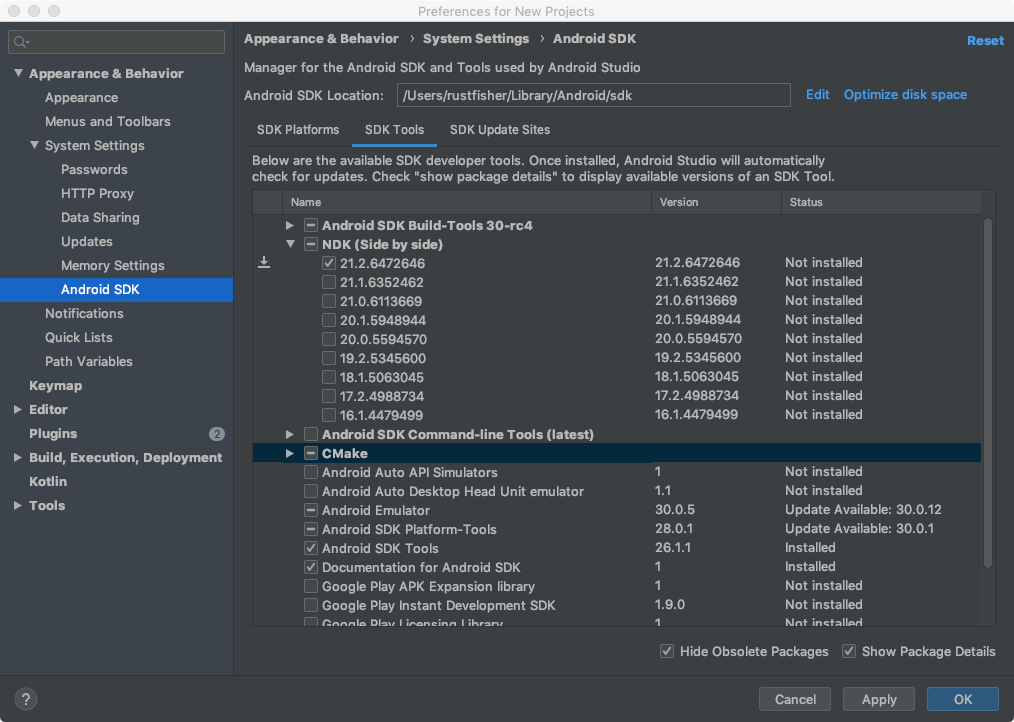 Preferences for New Projects
Appearance & Behavior
Appearance
Menus and Toolbars
System Settings
Passwords
HTTP Proxy
Data Sharing
Updates
Memory Settings
Android SDK
Notifications
Quick Lists
Path Variables
Keymap
Editor
Plugins 2
Build, Execution, Deployment
Kotlin
Tools
Appearance & Behavior › System Settings › Android SDK Reset
Manager for the Android SDK and Tools used by Android Studio
Android SDK Location: /Users/rustfisher/Library/Android/sdk Edit Optimize disk space
SDK Platforms SDK Tools SDK Update Sites
Below are the available SDK developer tools. Once installed, Android Studio will automatically
check for updates. Check "show package details" to display available versions of an SDK Tool.
Name Version Status
Android SDK Build-Tools 30-rc4
NDK (Side by side)
21.2.6472646 21.2.6472646 Not installed
21.1.6352462 21.1.6352462 Not installed
21.0.6113669 21.0.6113669 Not installed
20.1.5948944 20.1.5948944 Not installed
20.0.5594570 20.0.5594570 Not installed
19.2.5345600 19.2.5345600 Not installed
18.1.5063045 18.1.5063045 Not installed
17.2.4988734 17.2.4988734 Not installed
16.1.4479499 16.1.4479499 Not installed
Android SDK Command-line Tools (latest)
CMake
Android Auto API Simulators 1 Not installed
Android Auto Desktop Head Unit emulator 1.1 Not installed
Android Emulator 30.0.5 Update Available: 30.0.12
Android SDK Platform-Tools 28.0.1 Update Available: 30.0.1
Android SDK Tools 26.1.1 Installed
Documentation for Android SDK 1 Installed
Google Play APK Expansion library 1 Not installed
Google Play Instant Development SDK 1.9.0 Not installed
Google Play Licensing Library 1 Not installed
Hide Obsolete Packages Show Package Details
? Cancel Apply OK